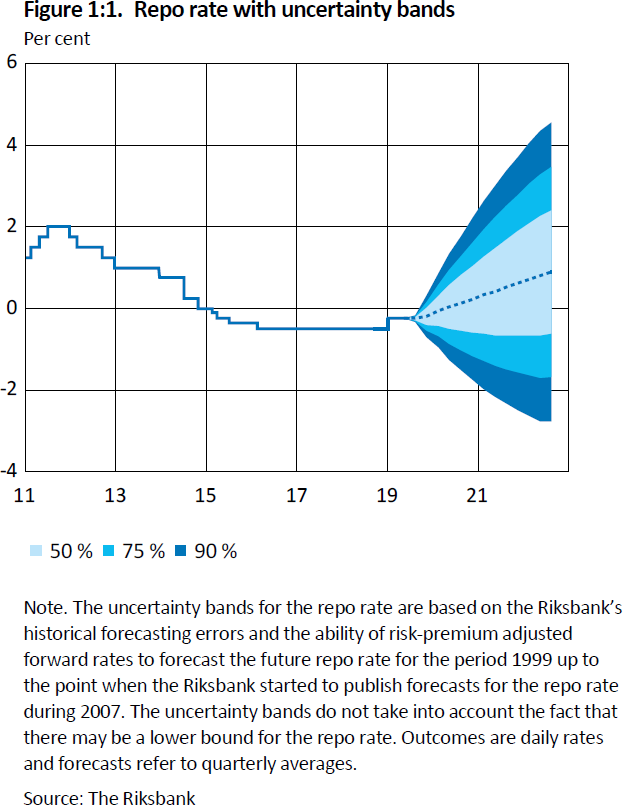 Figure 1:1. Repo rate with uncertainty bands
Per cent
6
4
2
0
-2
-4
11 13 15 17 19 21
50 % 75 % 90 %
Note. The uncertainty bands for the repo rate are based on the Riksbank’s
historical forecasting errors and the ability of risk-premium adjusted
forward rates to forecast the future repo rate for the period 1999 up to
the point when the Riksbank started to publish forecasts for the repo rate
during 2007. The uncertainty bands do not take into account the fact that
there may be a lower bound for the repo rate. Outcomes are daily rates
and forecasts refer to quarterly averages.
Source: The Riksbank